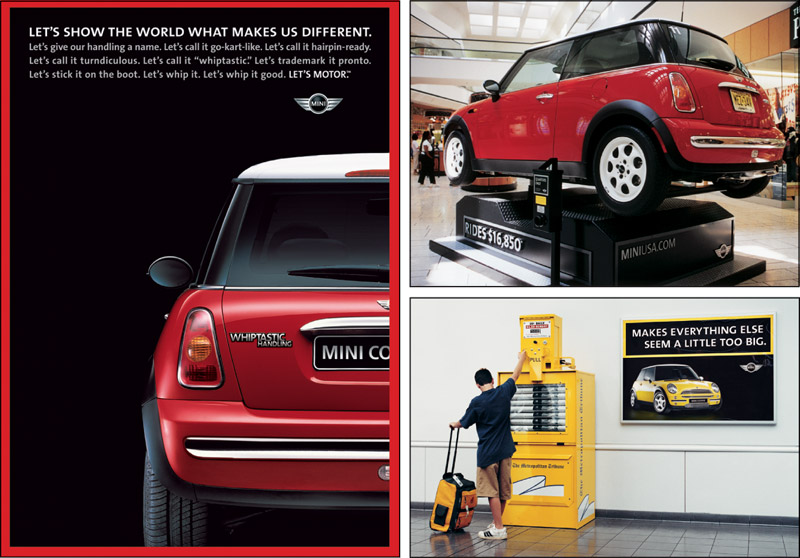 LET'S SHOW THE WORLD WHAT MAKES US DIFFERENT.
Let's give our handling a name. Let's call it go-kart-like. Let's call it hairpin-ready.
Let's call it turndiculous. Let's call it "whiptastic." Let's trademark it pronto.
Let's stick it on the boot. Let's whip it. Let's whip it good. LET'S MOTOR.™
MINI
WHIPTASTIC
HANDLING
MINI CO
RIDES $16,850
MINIUSA.COM
PULL
The Metropolitan Tribune
MAKES EVERYTHING ELSE
SEEM A LITTLE TOO BIG.